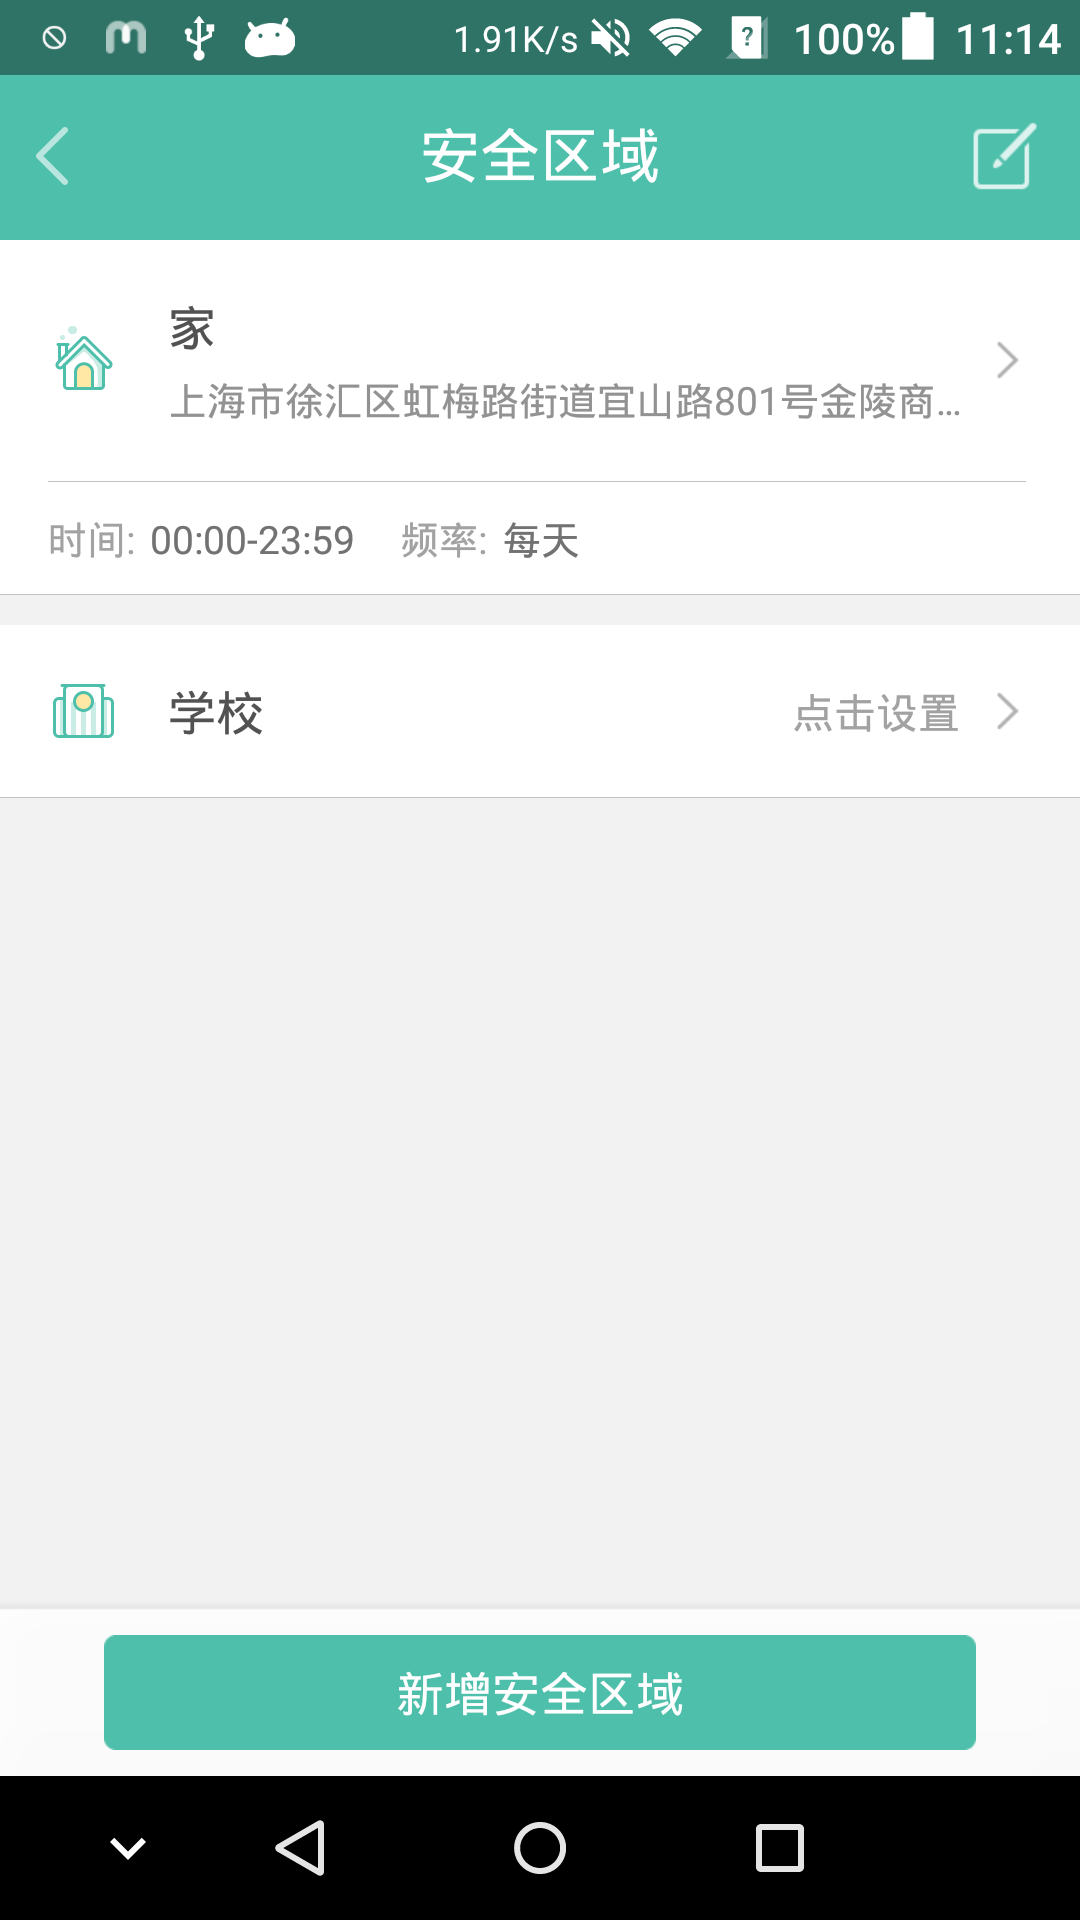 1.91K/s 100% 11:14
安全区域
家
上海市徐汇区虹梅路街道宜山路801号金陵商...
时间: 00:00-23:59 频率: 每天
学校 点击设置
新增安全区域